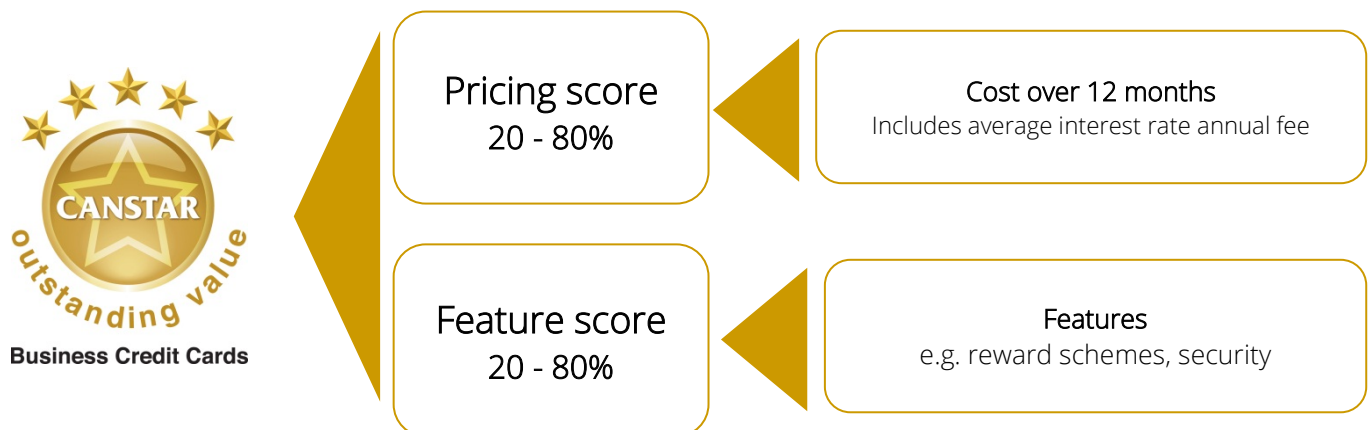 CANSTAR
outstanding value
Business Credit Cards
Pricing score
20 - 80%
Cost over 12 months
Includes average interest rate annual fee
Feature score
20 - 80%
Features
e.g. reward schemes, security